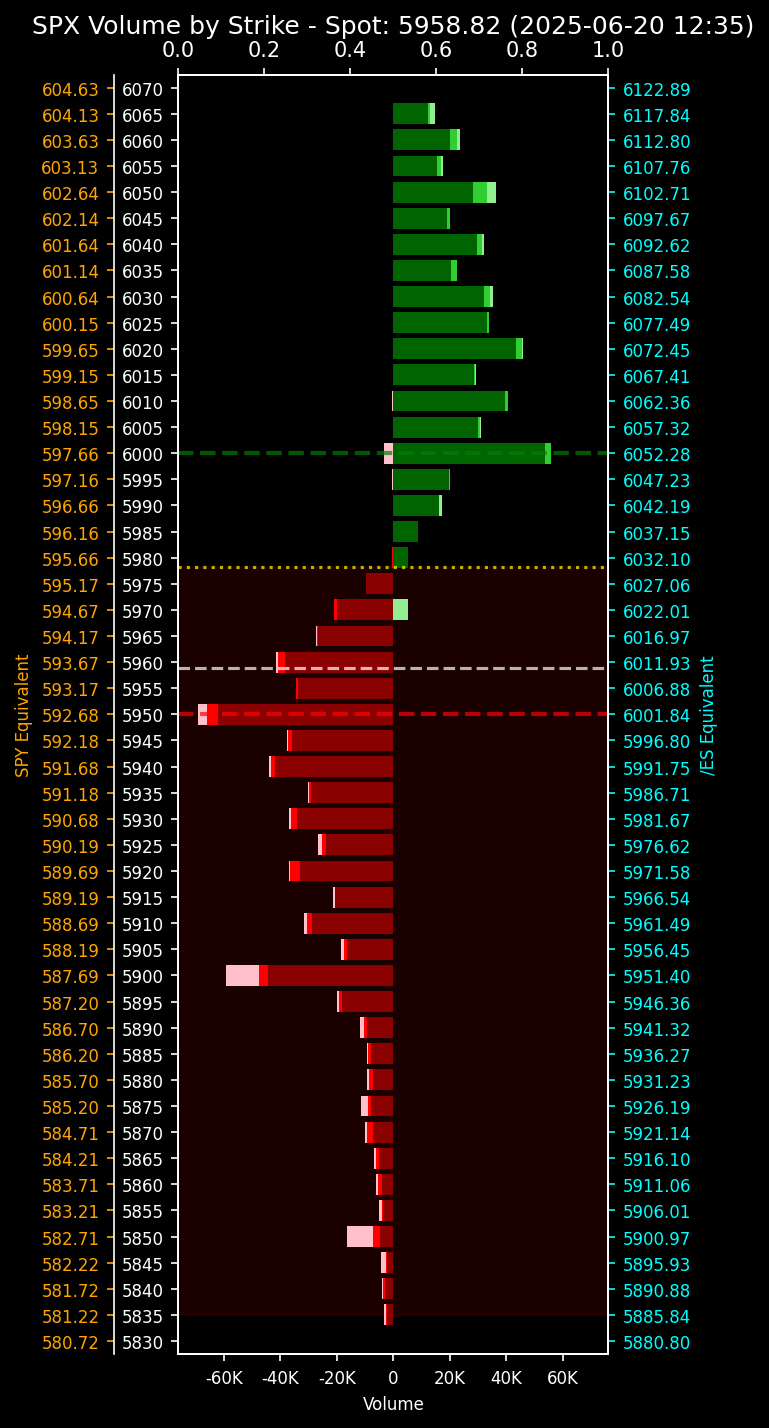 SPX Volume by Strike - Spot: 5958.82 (2025-06-20 12:35)
0.0 0.2 0.4 0.6 0.8 1.0
604.63 6070 6122.89
604.13 6065 6117.84
603.63 6060 6112.80
603.13 6055 6107.76
602.64 6050 6102.71
602.14 6045 6097.67
601.64 6040 6092.62
601.14 6035 6087.58
600.64 6030 6082.54
600.15 6025 6077.49
599.65 6020 6072.45
599.15 6015 6067.41
598.65 6010 6062.36
598.15 6005 6057.32
597.66 6000 6052.28
597.16 5995 6047.23
596.66 5990 6042.19
596.16 5985 6037.15
595.66 5980 6032.10
595.17 5975 6027.06
594.67 5970 6022.01
594.17 5965 6016.97
593.67 5960 6011.93
593.17 5955 6006.88
592.68 5950 6001.84
592.18 5945 5996.80
591.68 5940 5991.75
591.18 5935 5986.71
590.68 5930 5981.67
590.19 5925 5976.62
589.69 5920 5971.58
589.19 5915 5966.54
588.69 5910 5961.49
588.19 5905 5956.45
587.69 5900 5951.40
587.20 5895 5946.36
586.70 5890 5941.32
586.20 5885 5936.27
585.70 5880 5931.23
585.20 5875 5926.19
584.71 5870 5921.14
584.21 5865 5916.10
583.71 5860 5911.06
583.21 5855 5906.01
582.71 5850 5900.97
582.22 5845 5895.93
581.72 5840 5890.88
581.22 5835 5885.84
580.72 5830 5880.80
SPY Equivalent
/ES Equivalent
-60K -40K -20K 0 20K 40K 60K
Volume